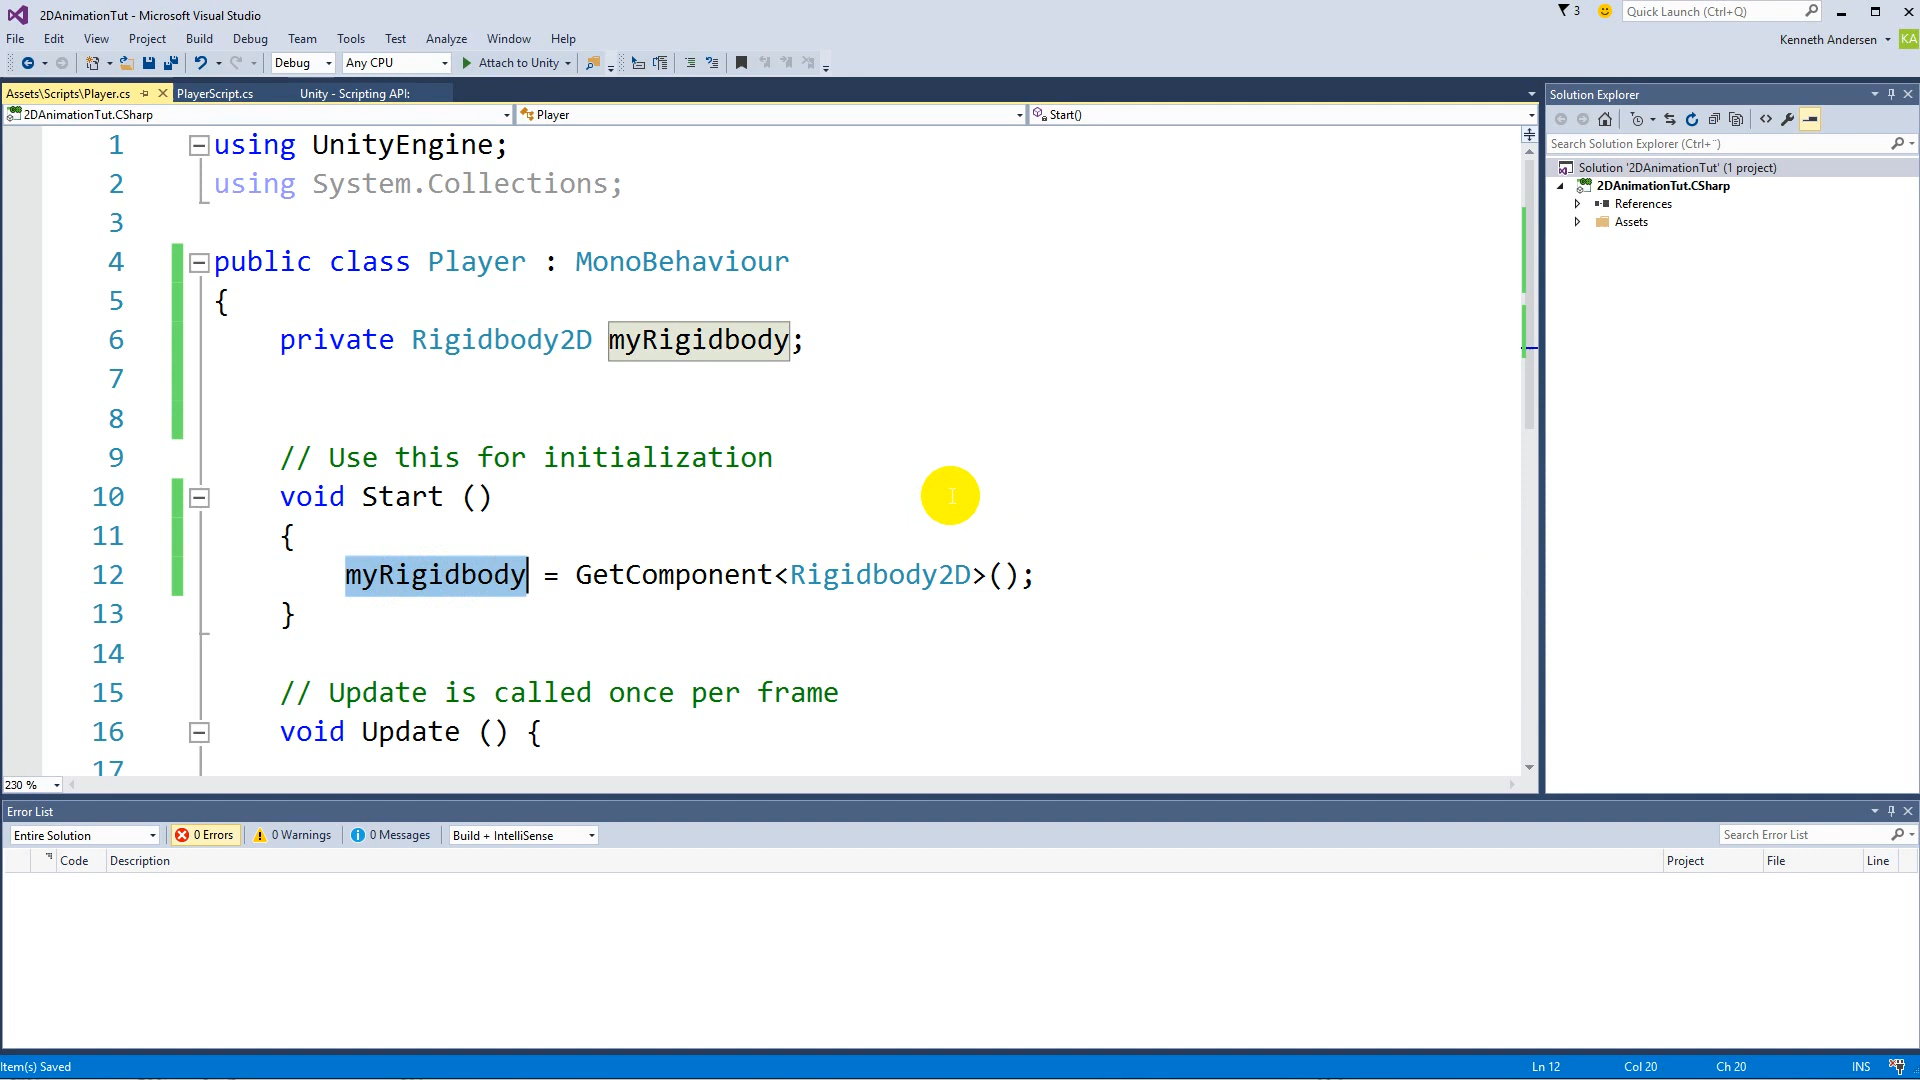 2DAnimationTut - Microsoft Visual Studio
3
Quick Launch (Ctrl+Q)
File Edit View Project Build Debug Team Tools Test Analyze Window Help
Kenneth Andersen KA
Debug Any CPU Attach to Unity
Assets\Scripts\Player.cs PlayerScript.cs Unity - Scripting API:
2DAnimationTut.CSharp Player Start()
1 using UnityEngine;
2 using System.Collections;
3
4 public class Player : MonoBehaviour
5 {
6 private Rigidbody2D myRigidbody;
7
8
9 // Use this for initialization
10 void Start ()
11 {
12 myRigidbody = GetComponent<Rigidbody2D>();
13 }
14
15 // Update is called once per frame
16 void Update () {
17
230 %
Solution Explorer
Search Solution Explorer (Ctrl+¨)
Solution '2DAnimationTut' (1 project)
2DAnimationTut.CSharp
References
Assets
Error List
Entire Solution 0 Errors 0 Warnings 0 Messages Build + IntelliSense
Search Error List
Code Description Project File Line
Item(s) Saved Ln 12 Col 20 Ch 20 INS